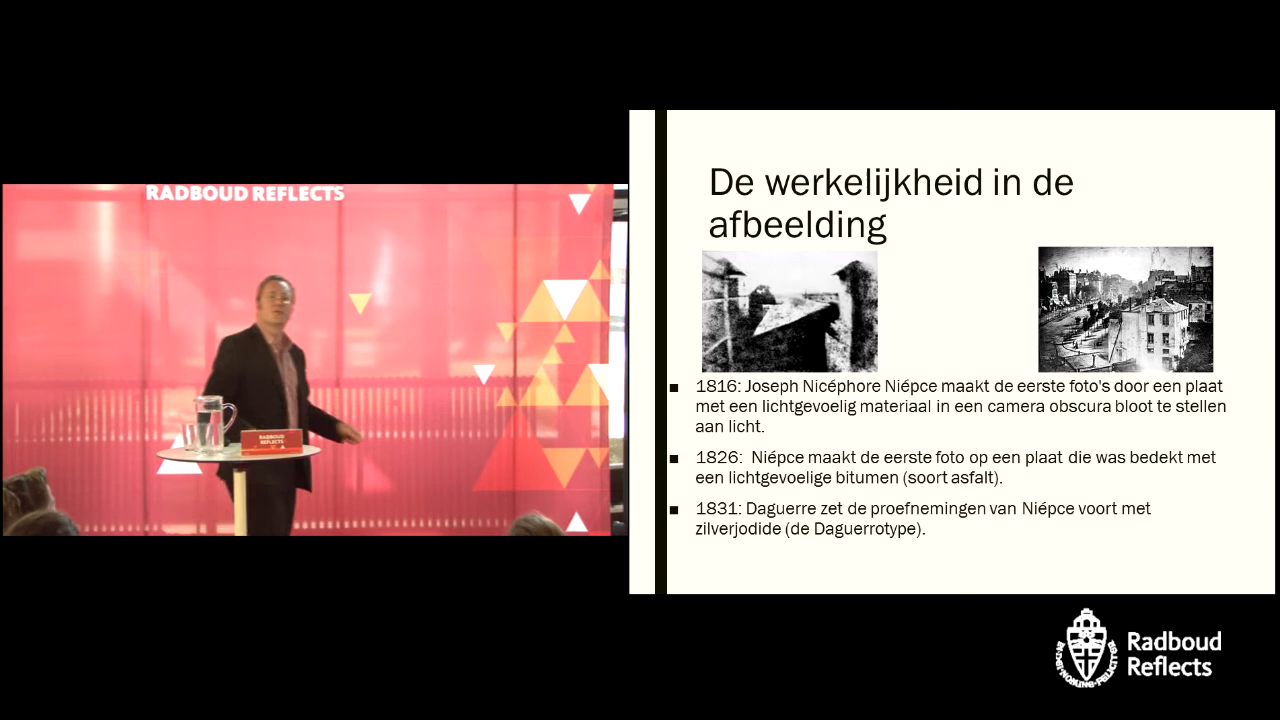 RADBOUD REFLECTS
RADBOUD
REFLECTS
De werkelijkheid in de
afbeelding
■ 1816: Joseph Nicéphore Niépce maakt de eerste foto's door een plaat
met een lichtgevoelig materiaal in een camera obscura bloot te stellen
aan licht.
■ 1826:  Niépce maakt de eerste foto op een plaat die was bedekt met
een lichtgevoelige bitumen (soort asfalt).
■ 1831: Daguerre zet de proefnemingen van Niépce voort met
zilverjodide (de Daguerrotype).
Radboud
Reflects